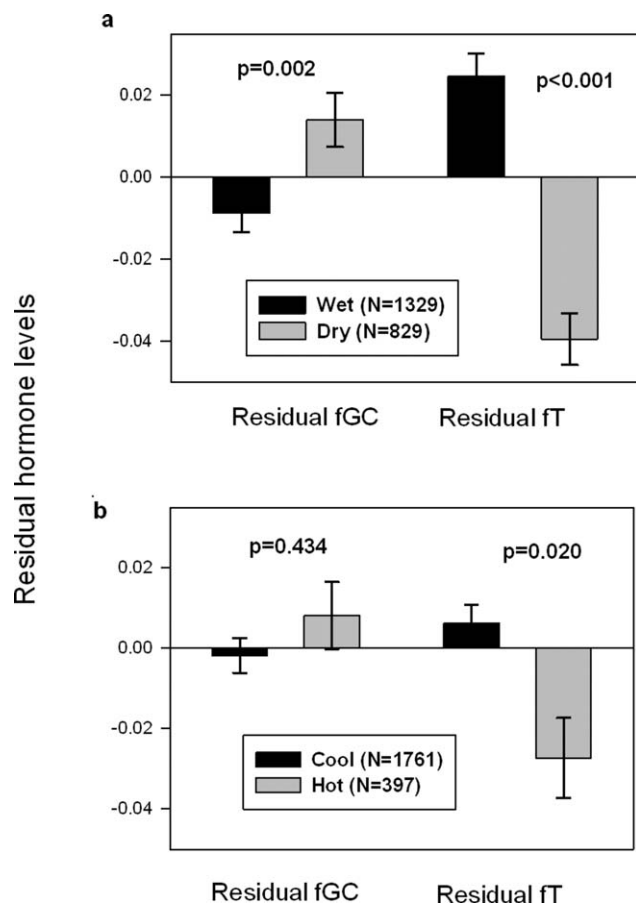 a
p=0.002
p<0.001
0.02
0.00
-0.02
-0.04
Wet (N=1329)
Dry (N=829)
Residual fGC
Residual fT
Residual hormone levels
b
p=0.434
p=0.020
0.02
0.00
-0.02
-0.04
Cool (N=1761)
Hot (N=397)
Residual fGC
Residual fT